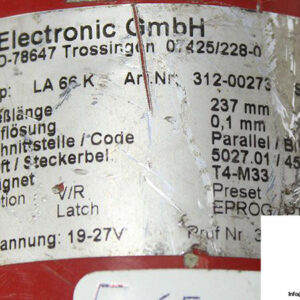 Electronic GmbH
D-78647 Trossingen 07425/228-0
p: LA 66 K Art.Nr: 312-00273 S
ßlänge 237 mm
flösung 0,1 mm
hnittstelle / Code Parallel / B
ft / Steckerbel 5027.01 / 45
ignet T4-M33
tion V/R Preset
Latch EPROG
annung: 19-27V Prüf Nr 3